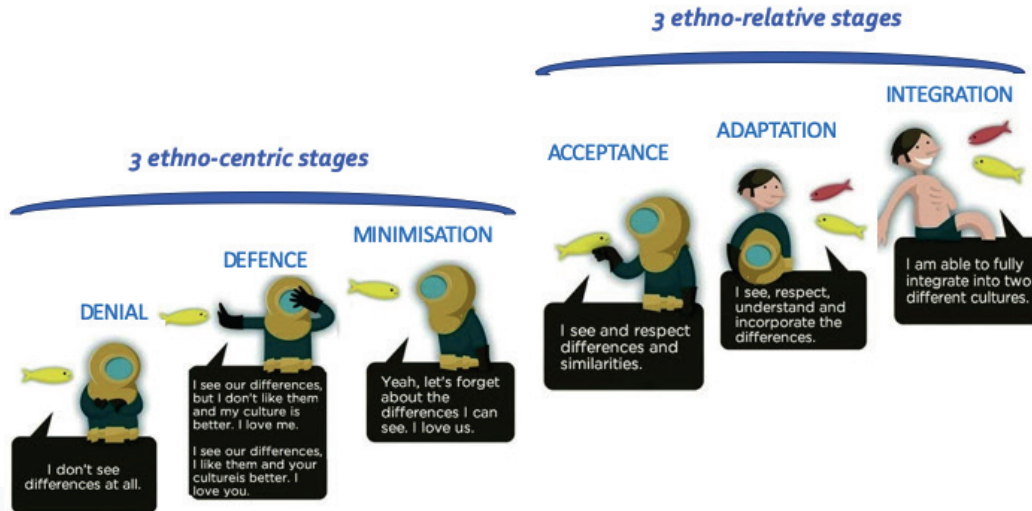 3 ethno-relative stages
3 ethno-centric stages
DENIAL
I don't see
differences at all.
DEFENCE
I see our differences,
but I don't like them
and my culture is
better. I love me.
I see our differences,
I like them and your
cultureis better. I
love you.
MINIMISATION
Yeah, let's forget
about the
differences I can
see. I love us.
ACCEPTANCE
I see and respect
differences and
similarities.
ADAPTATION
I see, respect,
understand and
incorporate the
differences.
INTEGRATION
I am able to fully
integrate into two
different cultures.